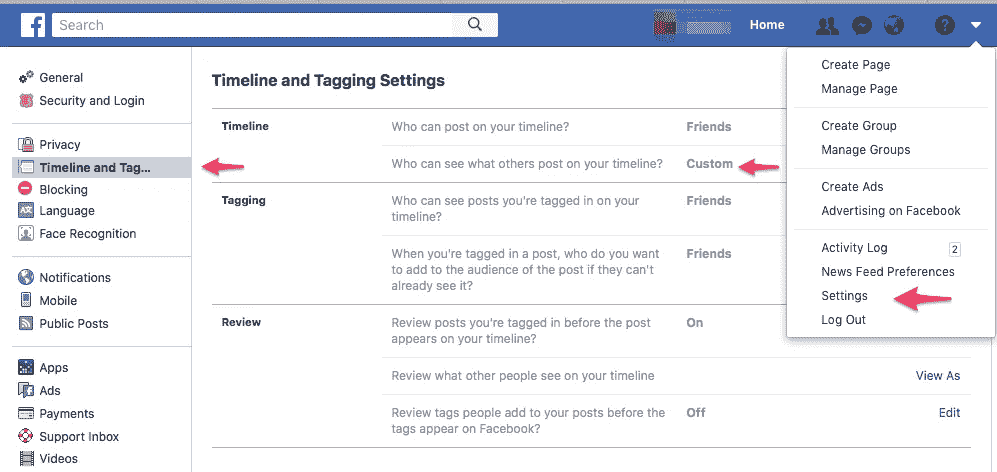 f
Search
Home
?
General
Security and Login
Privacy
Timeline and Tag...
Blocking
Language
Face Recognition
Notifications
Mobile
Public Posts
Apps
Ads
Payments
Support Inbox
Videos
Timeline and Tagging Settings
Timeline
Who can post on your timeline?
Friends
Who can see what others post on your timeline?
Custom
Tagging
Who can see posts you're tagged in on your
timeline?
Friends
When you're tagged in a post, who do you want
to add to the audience of the post if they can't
already see it?
Friends
Review
Review posts you're tagged in before the post
appears on your timeline?
On
Review what other people see on your timeline
View As
Review tags people add to your posts before the
tags appear on Facebook?
Off
Edit
Create Page
Manage Page
Create Group
Manage Groups
Create Ads
Advertising on Facebook
Activity Log
2
News Feed Preferences
Settings
Log Out